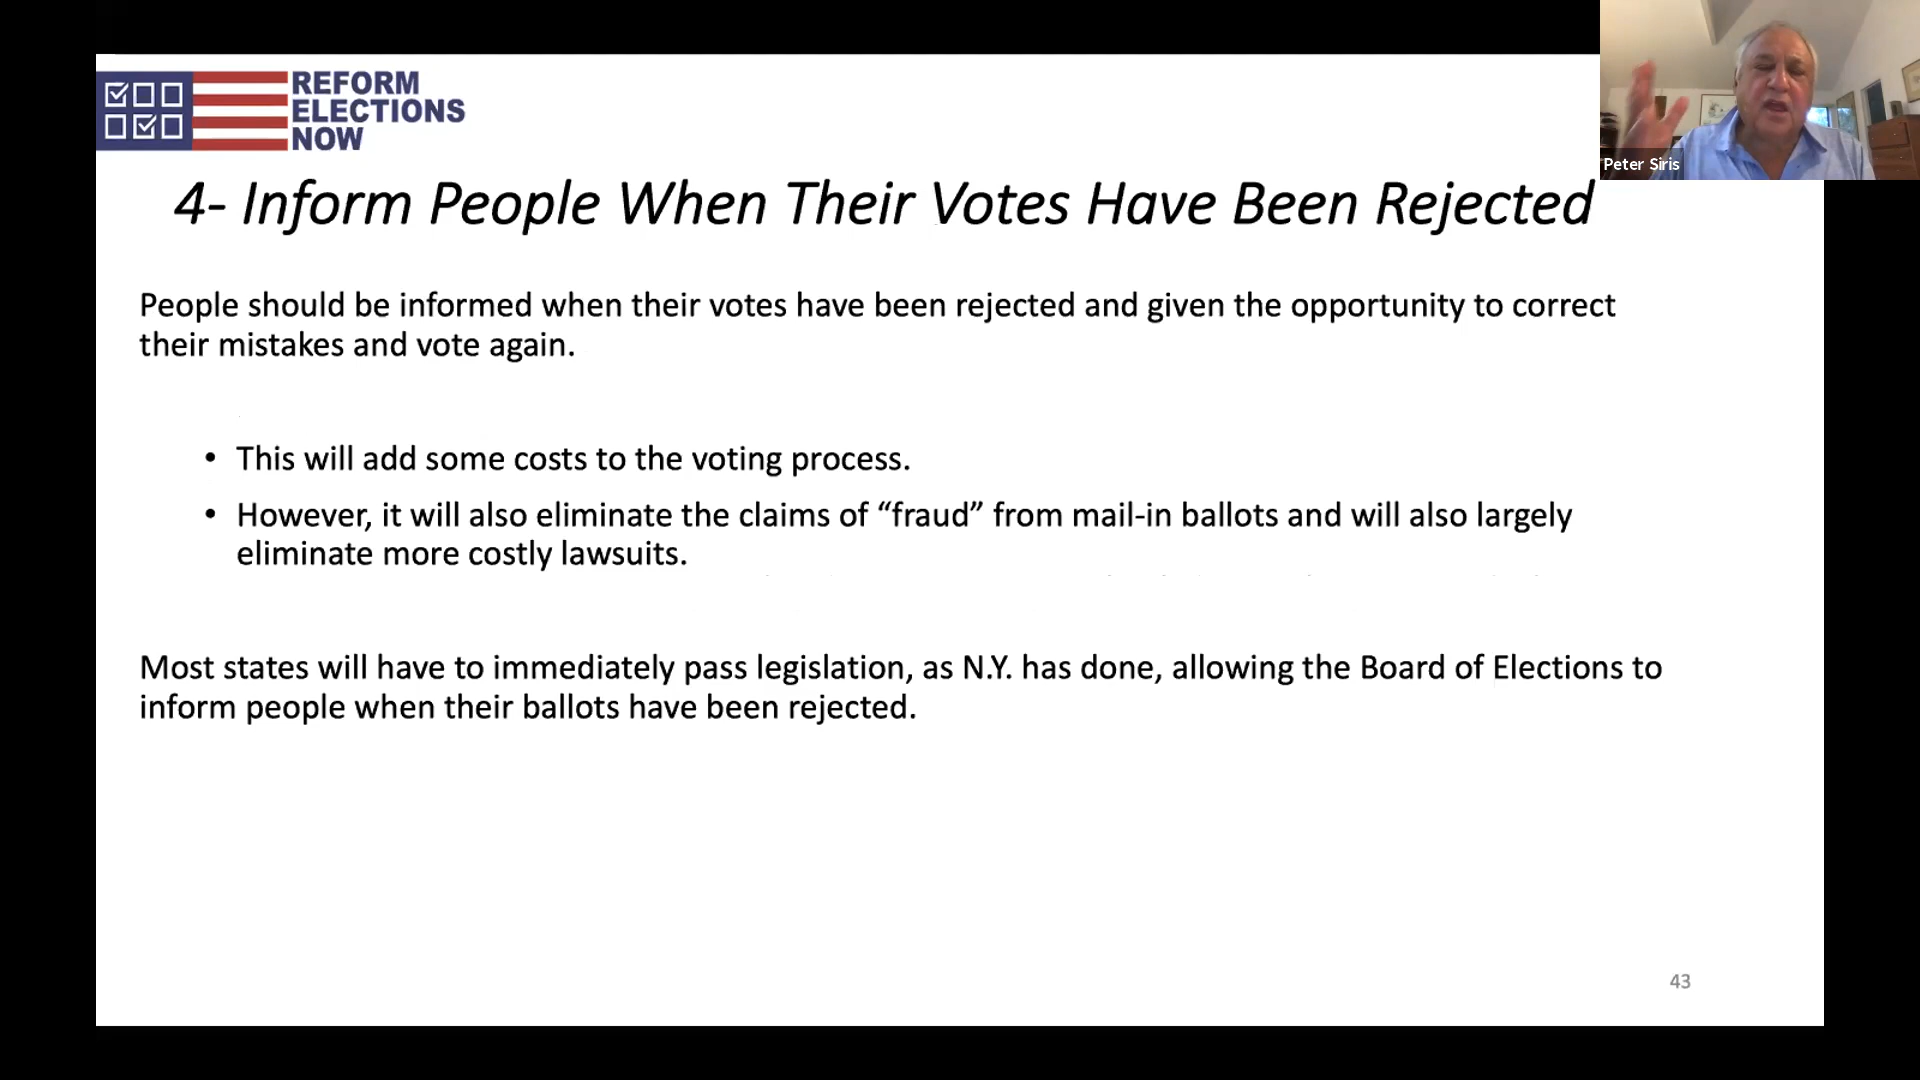 REFORM
ELECTIONS
NOW
Peter Siris
4- Inform People When Their Votes Have Been Rejected
People should be informed when their votes have been rejected and given the opportunity to correct
their mistakes and vote again.
• This will add some costs to the voting process.
• However, it will also eliminate the claims of “fraud” from mail-in ballots and will also largely
eliminate more costly lawsuits.
Most states will have to immediately pass legislation, as N.Y. has done, allowing the Board of Elections to
inform people when their ballots have been rejected.
43